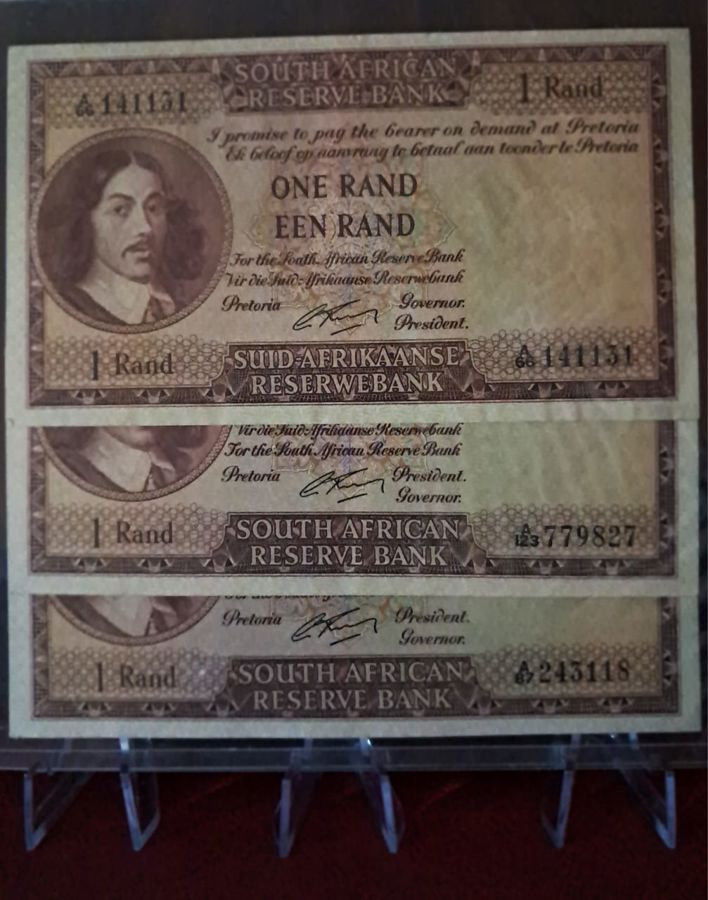 SOUTH AFRICAN
RESERVE BANK
1 Rand
A/66 141131
I promise to pay the bearer on demand at Pretoria
Ek beloof op aanvrag te betaal aan toonder te Pretoria
ONE RAND
EEN RAND
For the South African Reserve Bank
Vir die Suid-Afrikaanse Reserwebank
Pretoria
Governor.
President.
1 Rand
SUID-AFRIKAANSE
RESERWEBANK
A/66 141131
Vir die Suid-Afrikaanse Reserwebank
For the South African Reserve Bank
Pretoria
President.
Governor.
1 Rand
SOUTH AFRICAN
RESERVE BANK
A/123 779827
Pretoria
President.
Governor.
1 Rand
SOUTH AFRICAN
RESERVE BANK
A/87 243118